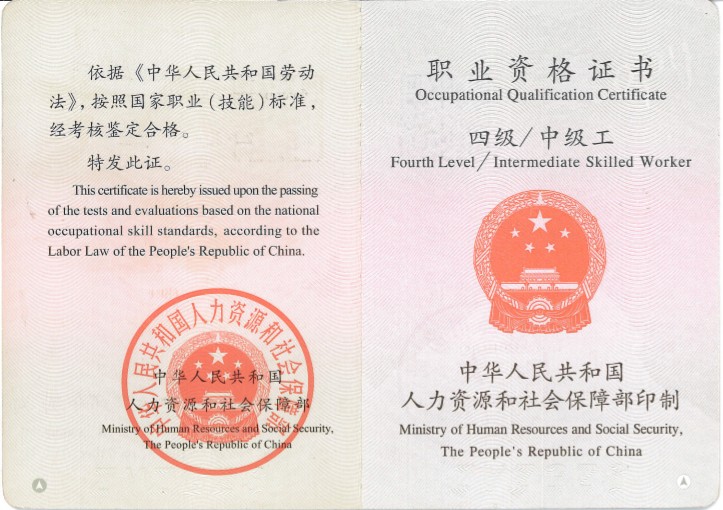 依据《中华人民共和国劳动
法》，按照国家职业（技能）标准，
经考核鉴定合格。
特发此证。
This certificate is hereby issued upon the passing
of the tests and evaluations based on the national
occupational skill standards, according to the
Labor Law of the People's Republic of China.
中华人民共和国人力资源和社会保障部
中华人民共和国
人力资源和社会保障部
Ministry of Human Resources and Social Security,
The People's Republic of China
职业资格证书
Occupational Qualification Certificate
四级/中级工
Fourth Level/Intermediate Skilled Worker
中华人民共和国
人力资源和社会保障部印制
Ministry of Human Resources and Social Security,
The People's Republic of China